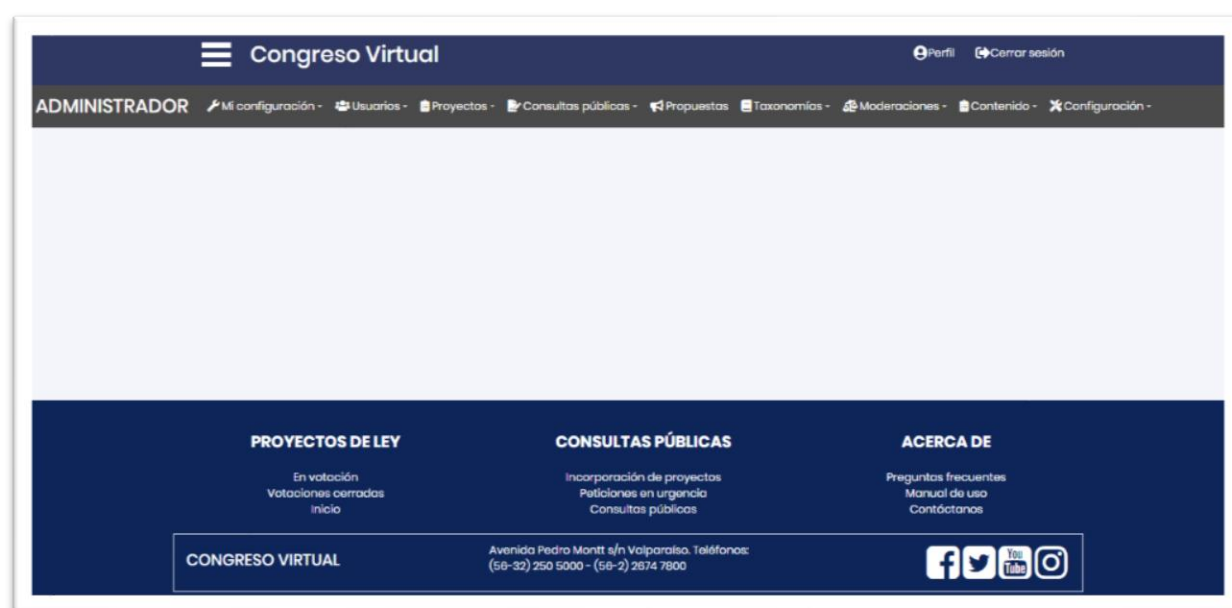 Congreso Virtual
Perfil Cerrar sesión
ADMINISTRADOR Mi configuración Usuarios Proyectos Consultas públicas Propuestas Taxonomías Moderaciones Contenido Configuración
PROYECTOS DE LEY CONSULTAS PÚBLICAS ACERCA DE
En votación Incorporación de proyectos Preguntas frecuentes
Votaciones cerradas Peticiones en urgencia Manual de uso
Inicio Consultas públicas Contáctanos
CONGRESO VIRTUAL
Avenida Pedro Montt s/n Valparaíso. Teléfonos:
(56-32) 250 5000 - (56-2) 2674 7800
You
Tube